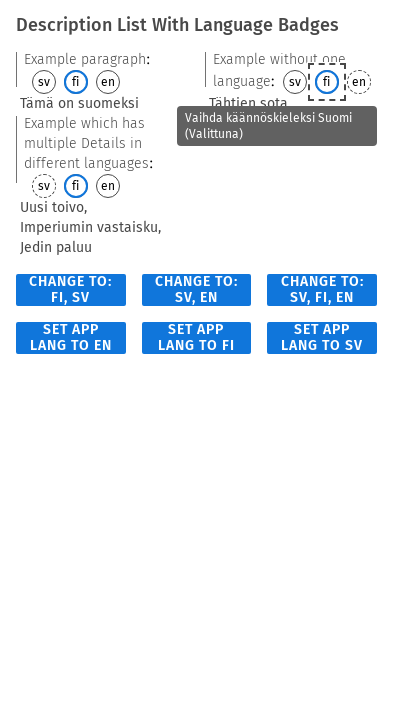 Description List With Language Badges
Example paragraph:
sv fi en
Tämä on suomeksi
Example without one
language: sv fi en
Tähtien sota
Vaihda käännöskieleksi Suomi
(Valittuna)
Example which has
multiple Details in
different languages:
sv fi en
Uusi toivo,
Imperiumin vastaisku,
Jedin paluu
CHANGE TO:
FI, SV
CHANGE TO:
SV, EN
CHANGE TO:
SV, FI, EN
SET APP
LANG TO EN
SET APP
LANG TO FI
SET APP
LANG TO SV